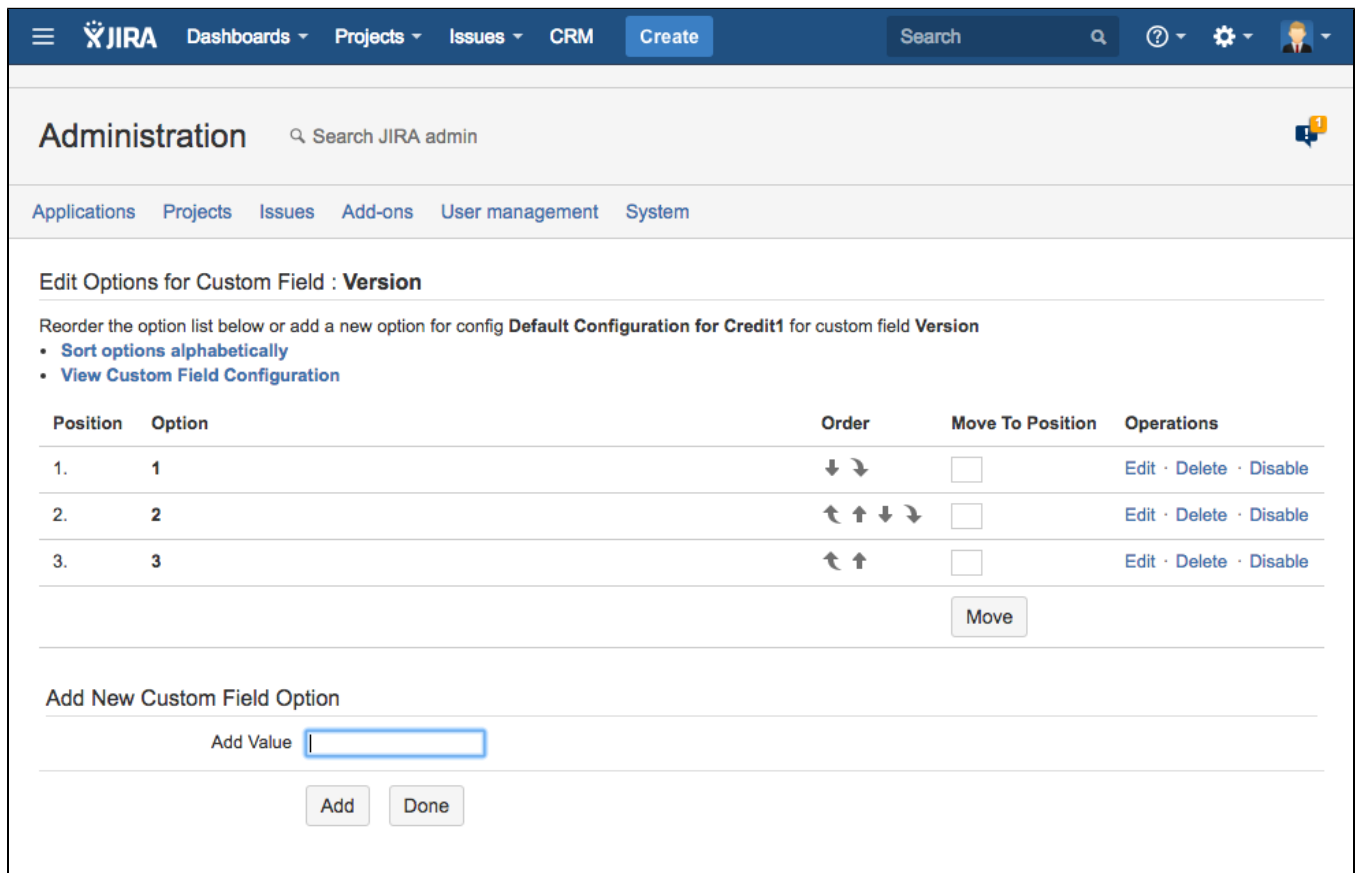 JIRA Dashboards Projects Issues CRM Create Search
Administration Search JIRA admin 1
Applications Projects Issues Add-ons User management System
Edit Options for Custom Field : Version
Reorder the option list below or add a new option for config Default Configuration for Credit1 for custom field Version
• Sort options alphabetically
• View Custom Field Configuration
Position Option Order Move To Position Operations
1. 1 Edit · Delete · Disable
2. 2 Edit · Delete · Disable
3. 3 Edit · Delete · Disable
Move
Add New Custom Field Option
Add Value
Add Done